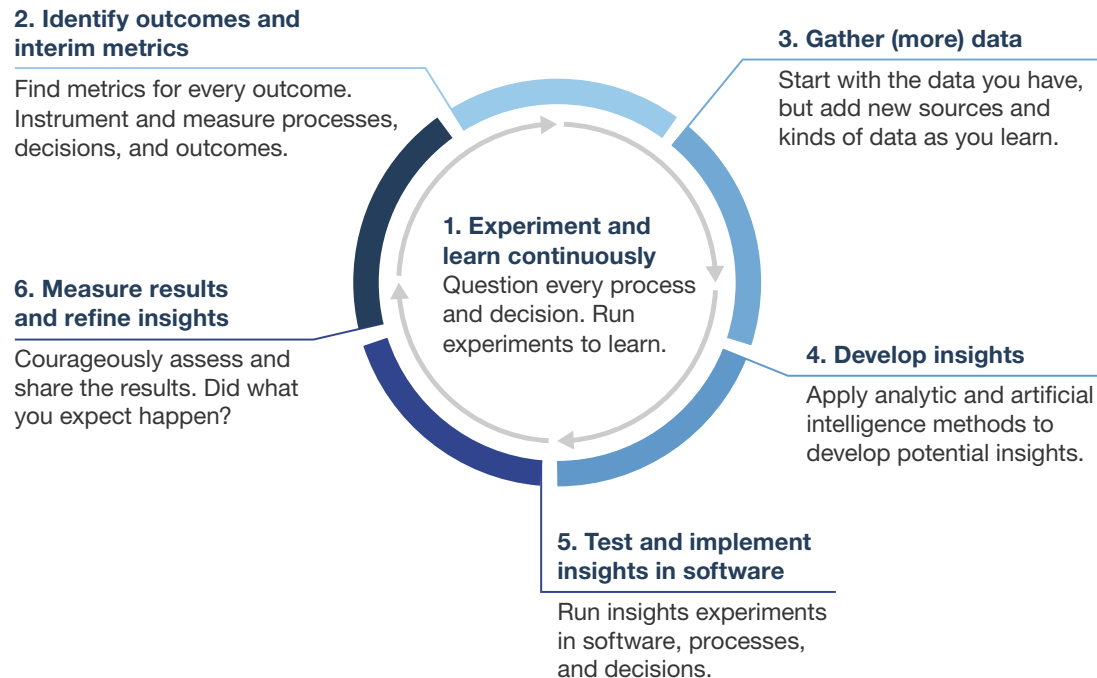 2. Identify outcomes and
interim metrics
Find metrics for every outcome.
Instrument and measure processes,
decisions, and outcomes.
3. Gather (more) data
Start with the data you have,
but add new sources and
kinds of data as you learn.
1. Experiment and
learn continuously
Question every process
and decision. Run
experiments to learn.
6. Measure results
and refine insights
Courageously assess and
share the results. Did what
you expect happen?
4. Develop insights
Apply analytic and artificial
intelligence methods to
develop potential insights.
5. Test and implement
insights in software
Run insights experiments
in software, processes,
and decisions.